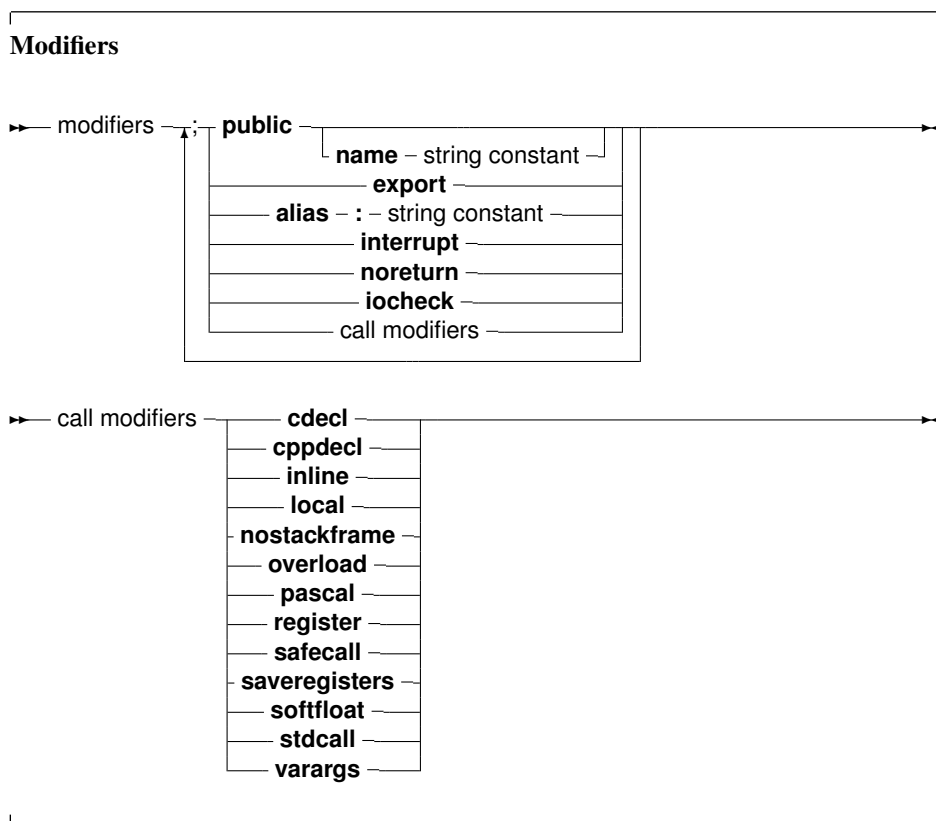 Modifiers
modifiers ; public
name string constant
export
alias : string constant
interrupt
noreturn
iocheck
call modifiers
call modifiers cdecl
cppdecl
inline
local
nostackframe
overload
pascal
register
safecall
saveregisters
softfloat
stdcall
varargs